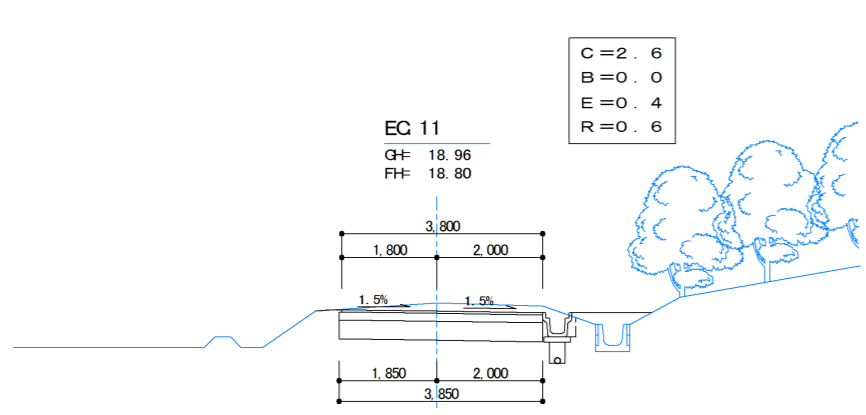 C=2.6
B=0.0
E=0.4
R=0.6
EC.11
GH= 18.96
FH= 18.80
3,800
1,800 2,000
1.5% 1.5%
1,850 2,000
3,850